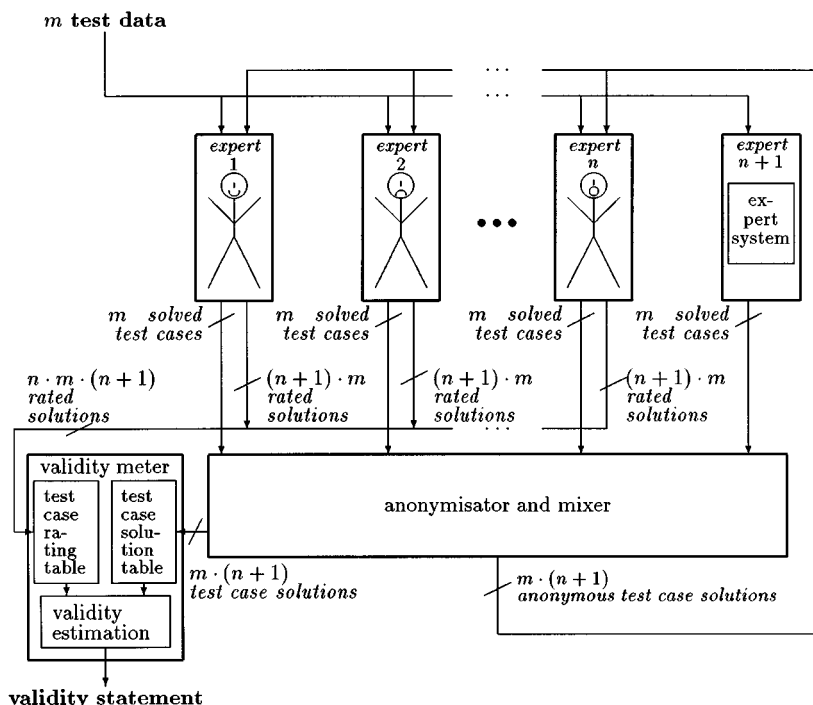 m test data
...
...
expert
1
expert
2
expert
n
expert
n + 1
ex-
pert
system
•••
m solved
test cases
m solved
test cases
m solved
test cases
m solved
test cases
n · m · (n + 1)
rated
solutions
(n + 1) · m
rated
solutions
(n + 1) · m
rated
solutions
(n + 1) · m
rated
solutions
...
validity meter
test
case
ra-
ting
table
test
case
solu-
tion
table
validity
estimation
anonymisator and mixer
m · (n + 1)
test case solutions
m · (n + 1)
anonymous test case solutions
validity statement